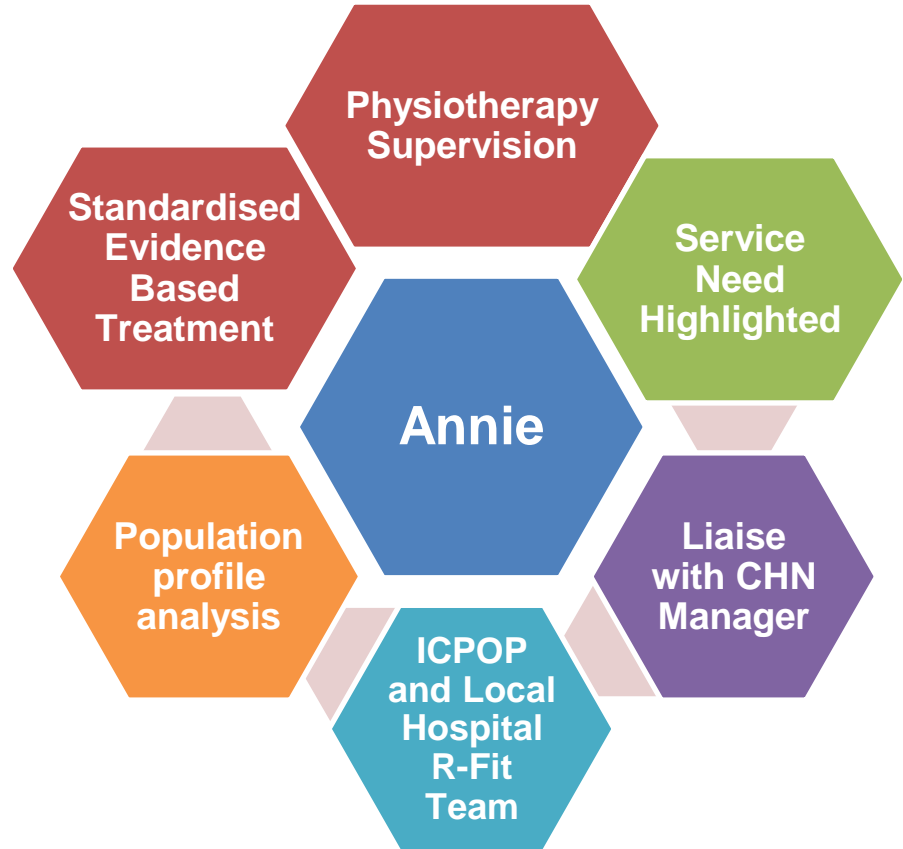 Physiotherapy
Supervision
Standardised
Evidence
Based
Treatment
Service
Need
Highlighted
Annie
Population
profile
analysis
Liaise
with CHN
Manager
ICPOP
and Local
Hospital
R-Fit
Team